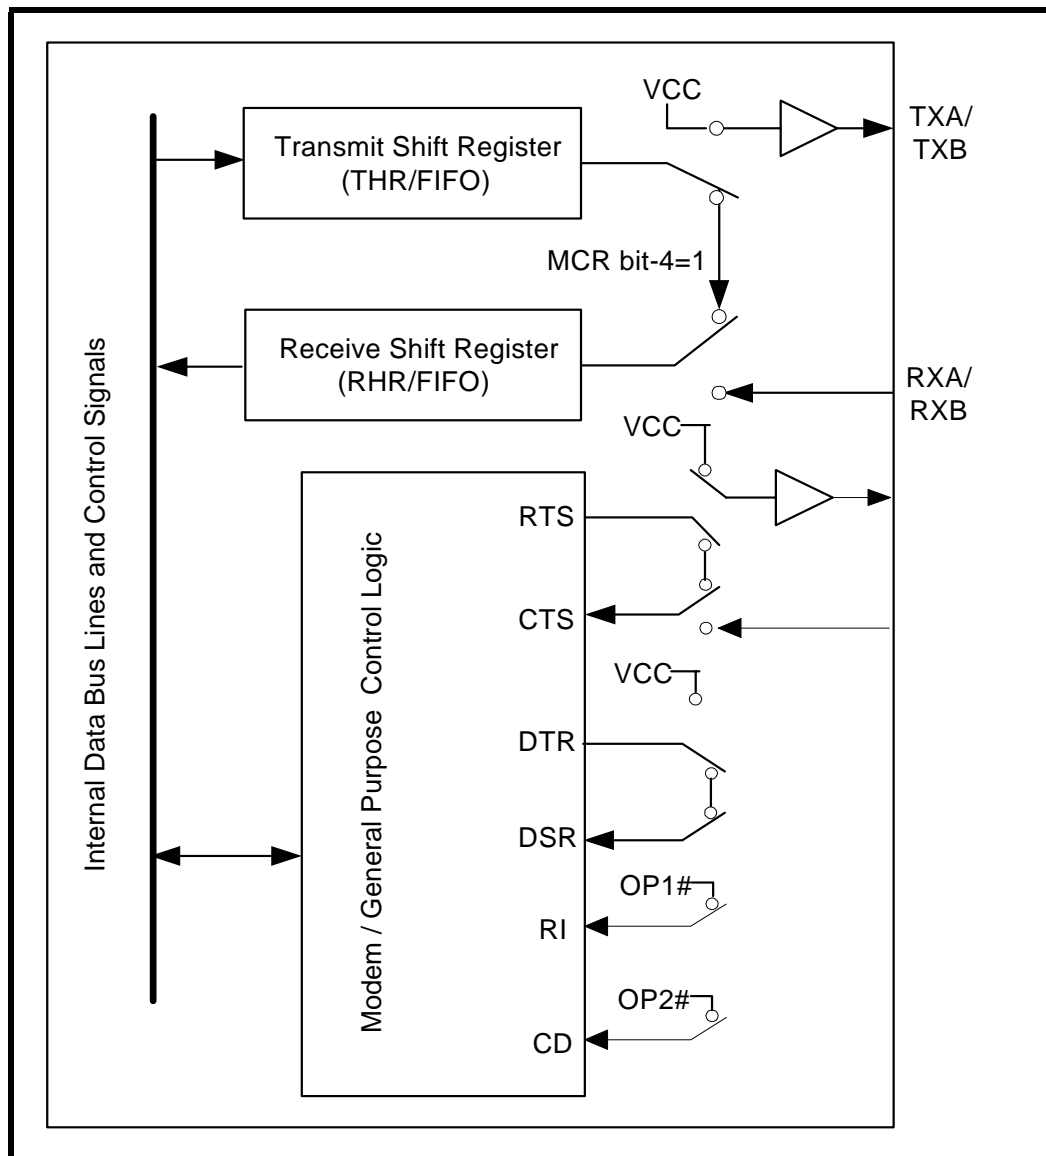 VCC
TXA/
TXB
Transmit Shift Register
(THR/FIFO)
MCR bit-4=1
Receive Shift Register
(RHR/FIFO)
RXA/
RXB
VCC
Internal Data Bus Lines and Control Signals
Modem / General Purpose Control Logic
RTS
CTS
VCC
DTR
DSR
OP1#
RI
OP2#
CD